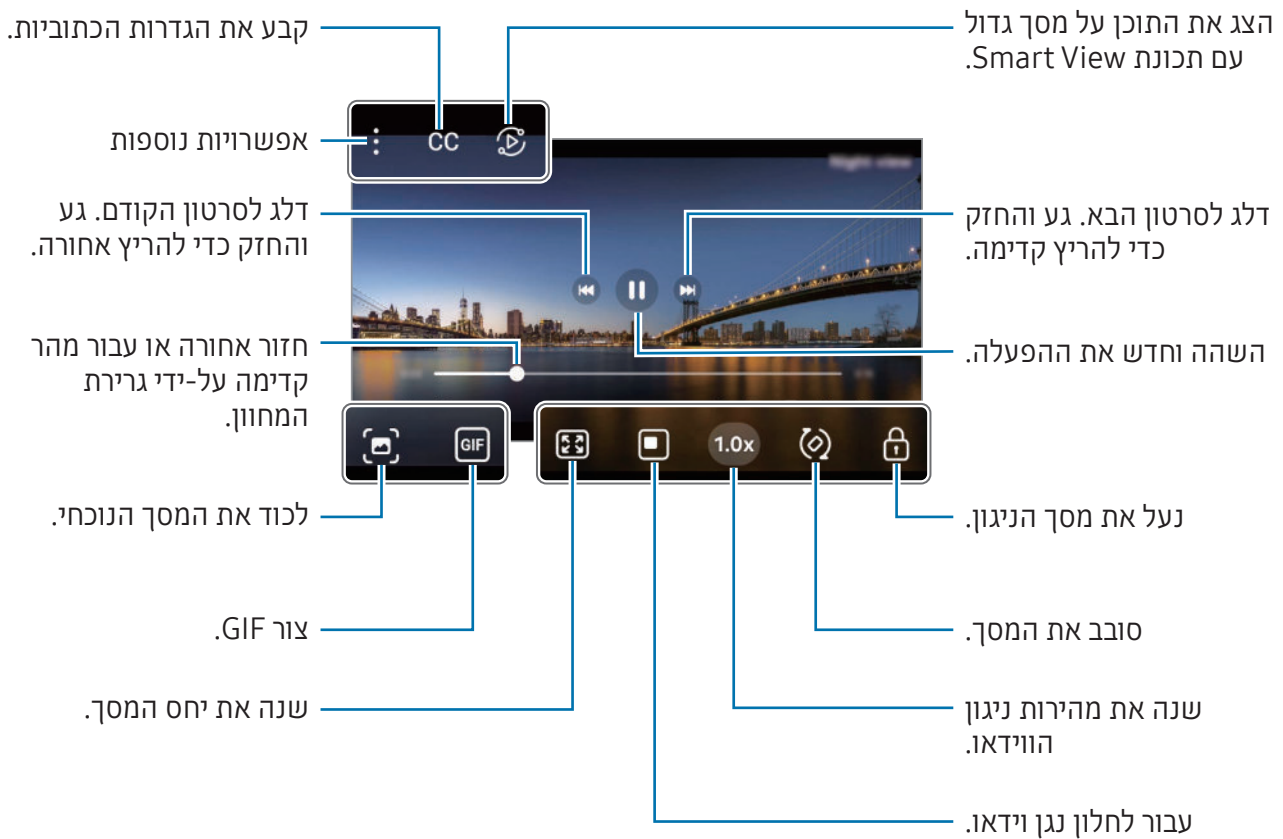 קבע את הגדרות הכתוביות.
הצג את התוכן על מסך גדול
עם תכונת Smart View.
אפשרויות נוספות
CC
Night view
דלג לסרטון הקודם. גע
והחזק כדי להריץ אחורה.
דלג לסרטון הבא. גע והחזק
כדי להריץ קדימה.
השהה וחדש את ההפעלה.
חזור אחורה או עבור מהר
קדימה על-ידי גרירת
המחוון.
GIF
1.0x
לכוד את המסך הנוכחי.
נעל את מסך הניגון.
צור GIF.
סובב את המסך.
שנה את יחס המסך.
שנה את מהירות ניגון
הווידאו.
עבור לחלון נגן וידאו.